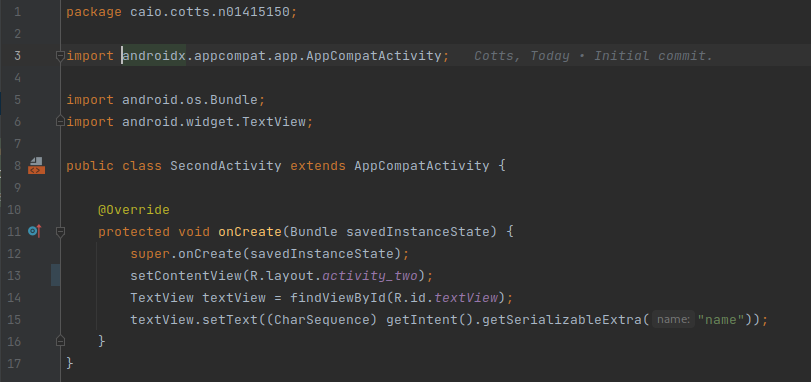 1 package caio.cotts.n01415150;
2
3 import androidx.appcompat.app.AppCompatActivity; Cotts, Today • Initial commit.
4
5 import android.os.Bundle;
6 import android.widget.TextView;
7
8 public class SecondActivity extends AppCompatActivity {
9
10 @Override
11 protected void onCreate(Bundle savedInstanceState) {
12 super.onCreate(savedInstanceState);
13 setContentView(R.layout.activity_two);
14 TextView textView = findViewById(R.id.textView);
15 textView.setText((CharSequence) getIntent().getSerializableExtra( name: "name"));
16 }
17 }